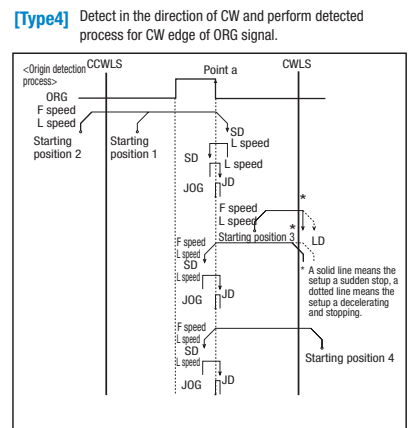 [Type4] Detect in the direction of CW and perform detected
process for CW edge of ORG signal.
<Origin detection
process>
CCWLS
Point a
CWLS
ORG
F speed
L speed
Starting
position 2
Starting
position 1
SD
L speed
SD
L speed
JOG
JD
F speed
L speed
*
*
Starting position 3
LD
F speed
L speed
SD
L speed
JOG
JD
* A solid line means the
setup a sudden stop, a
dotted line means the
setup a decelerating
and stopping.
F speed
L speed
SD
L speed
JOG
JD
Starting position 4